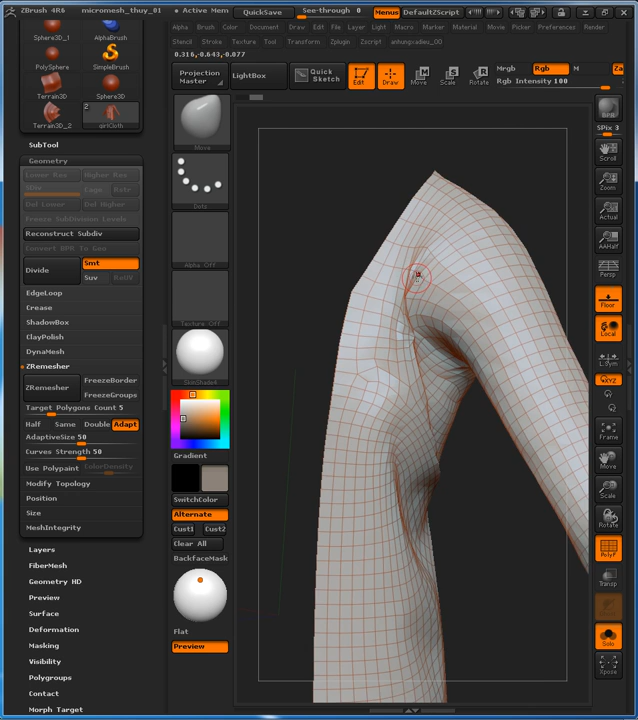 ZBrush 4R6 micromesh_thuy_01 ● Active Mem QuickSave See-through 0 Menus DefaultZScript
Alpha Brush Color Document Draw Edit File Layer Light Macro Marker Material Movie Picker Preferences Render
Stencil Stroke Texture Tool Transform Zplugin Zscript anhungxadieu_00
0.316,-0.643,-0.877
Projection Master
LightBox
Quick Sketch
Edit
Draw
Move
Scale
Rotate
Mrgb Rgb M
Rgb Intensity 100
Sphere3D_1
AlphaBrush
PolySphere
SimpleBrush
Terrain3D
Sphere3D
2
Terrain3D_2
girlCloth
SubTool
Geometry
Lower Res Higher Res
SDiv Cage Rstr
Del Lower Del Higher
Freeze SubDivision Levels
Reconstruct Subdiv
Convert BPR To Geo
Divide
Smt
Suv RelUV
EdgeLoop
Crease
ShadowBox
ClayPolish
DynaMesh
ZRemesher
ZRemesher
FreezeBorder
FreezeGroups
Target Polygons Count 5
Half Same Double Adapt
AdaptiveSize 50
Curves Strength 50
Use Polypaint ColorDensity
Modify Topology
Position
Size
MeshIntegrity
Layers
FiberMesh
Geometry HD
Preview
Surface
Deformation
Masking
Visibility
Polygroups
Contact
Morph Target
Move
Dots
Alpha Off
Texture Off
SkinShade4
Gradient
SwitchColor
Alternate
Cust1 Cust2
Clear All
BackfaceMask
Flat
Preview
BPR
SPix 3
Scroll
Zoom
Actual
AAHalf
Persp
Floor
Local
L.Sym
XYZ
Frame
Move
Scale
Rotate
PolyF
Transp
Solo
Xpose